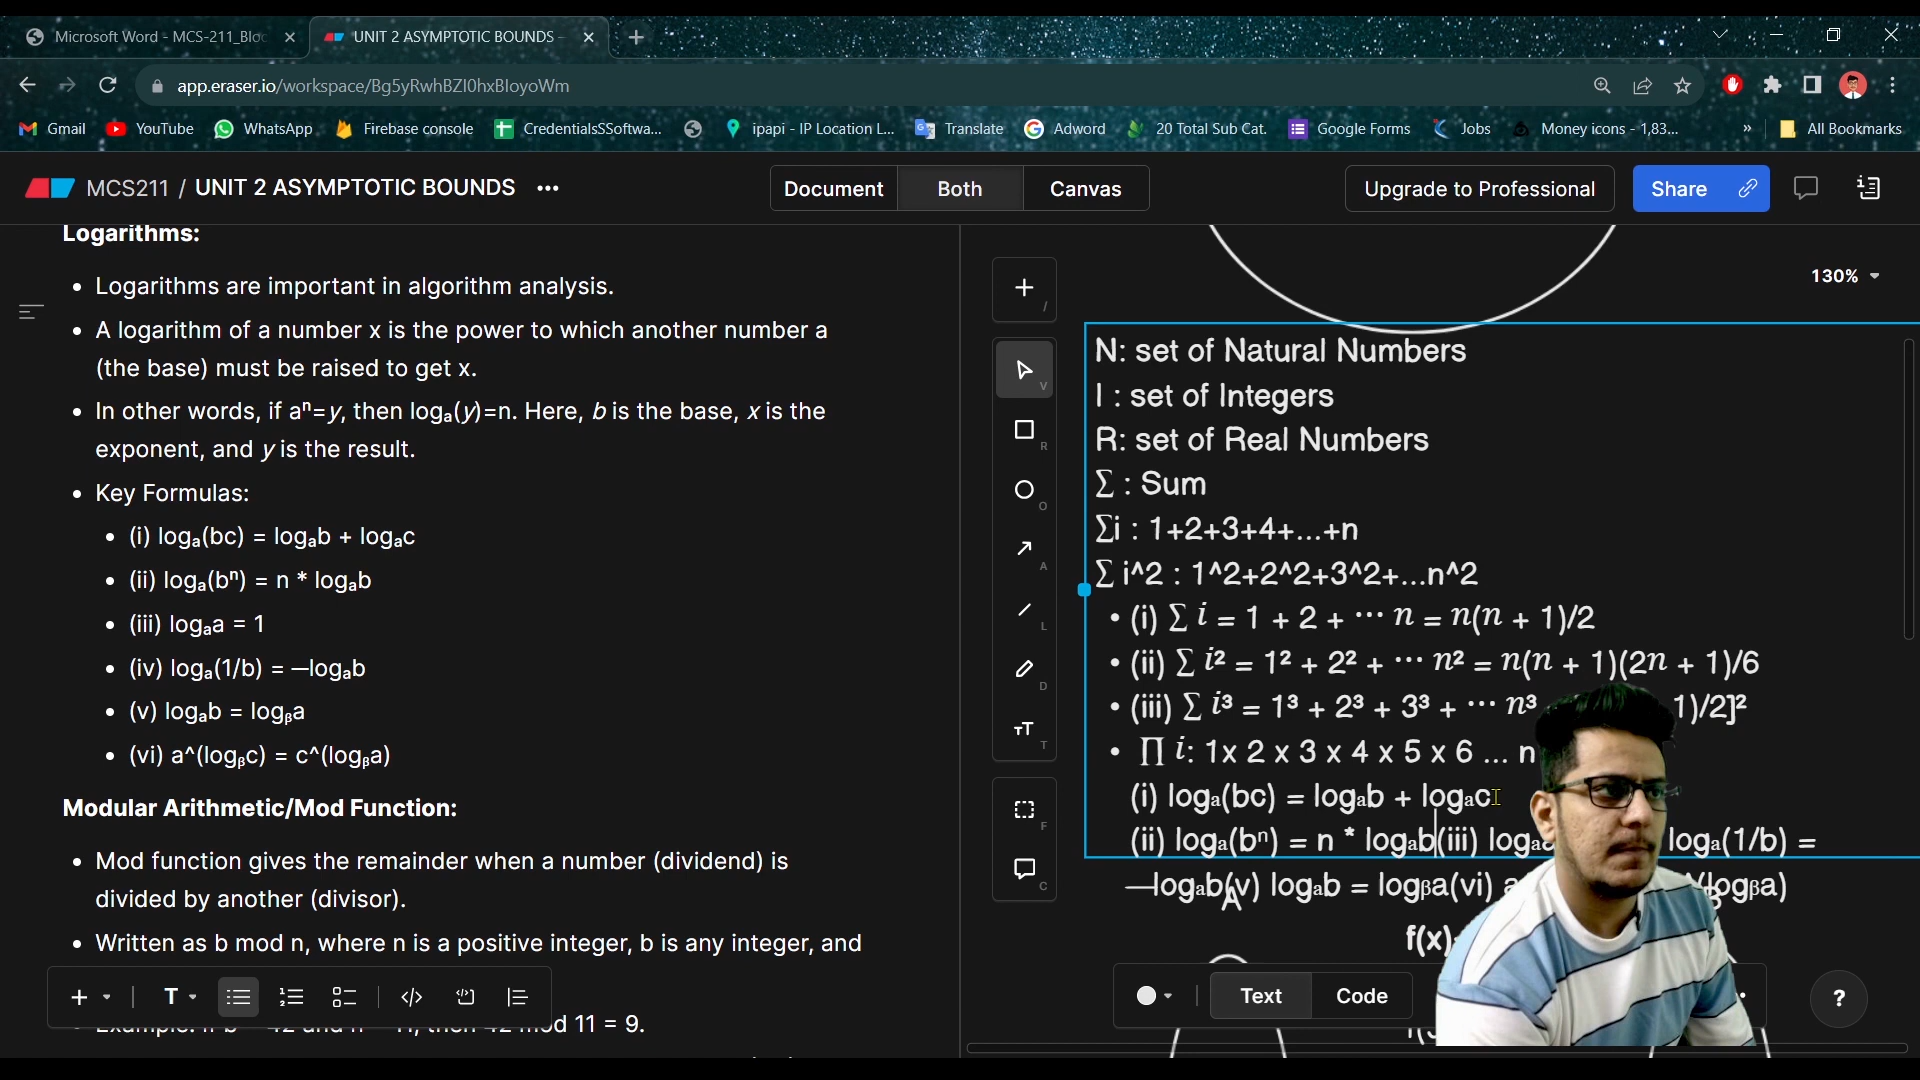 Microsoft Word - MCS-211_Bloc
UNIT 2 ASYMPTOTIC BOUNDS -
app.eraser.io/workspace/Bg5yRwhBZI0hxBIoyoWm
Gmail
YouTube
WhatsApp
Firebase console
CredentialsSSoftwa...
ipapi - IP Location L...
Translate
Adword
20 Total Sub Cat.
Google Forms
Jobs
Money icons - 1,83...
»
All Bookmarks
MCS211 / UNIT 2 ASYMPTOTIC BOUNDS
Document
Both
Canvas
Upgrade to Professional
Share
Logarithms:
• Logarithms are important in algorithm analysis.
• A logarithm of a number x is the power to which another number a
(the base) must be raised to get x.
• In other words, if aⁿ=y, then logₐ(y)=n. Here, b is the base, x is the
exponent, and y is the result.
• Key Formulas:
• (i) logₐ(bc) = logₐb + logₐc
• (ii) logₐ(bⁿ) = n * logₐb
• (iii) logₐa = 1
• (iv) logₐ(1/b) = —logₐb
• (v) logₐb = logᵦa
• (vi) a^(logᵦc) = c^(logᵦa)
Modular Arithmetic/Mod Function:
• Mod function gives the remainder when a number (dividend) is
divided by another (divisor).
• Written as b mod n, where n is a positive integer, b is any integer, and
mod 11 = 9.
T
130%
/
V
R
O
A
L
D
T
F
C
N: set of Natural Numbers
I : set of Integers
R: set of Real Numbers
∑ : Sum
∑i : 1+2+3+4+...+n
∑ i^2 : 1^2+2^2+3^2+...n^2
• (i) ∑ i = 1 + 2 + ⋯ n = n(n + 1)/2
• (ii) ∑ i² = 1² + 2² + ⋯ n² = n(n + 1)(2n + 1)/6
• (iii) ∑ i³ = 1³ + 2³ + 3³ + ⋯ n³ 1)/2]²
• ∏ i: 1x 2 x 3 x 4 x 5 x 6 ... n
(i) logₐ(bc) = logₐb + logₐc
(ii) logₐ(bⁿ) = n * logₐb(iii) logₐ logₐ(1/b) =
—logₐb(v) logₐb = logᵦa(vi) (logᵦa)
A
f(x)
Text
Code
?